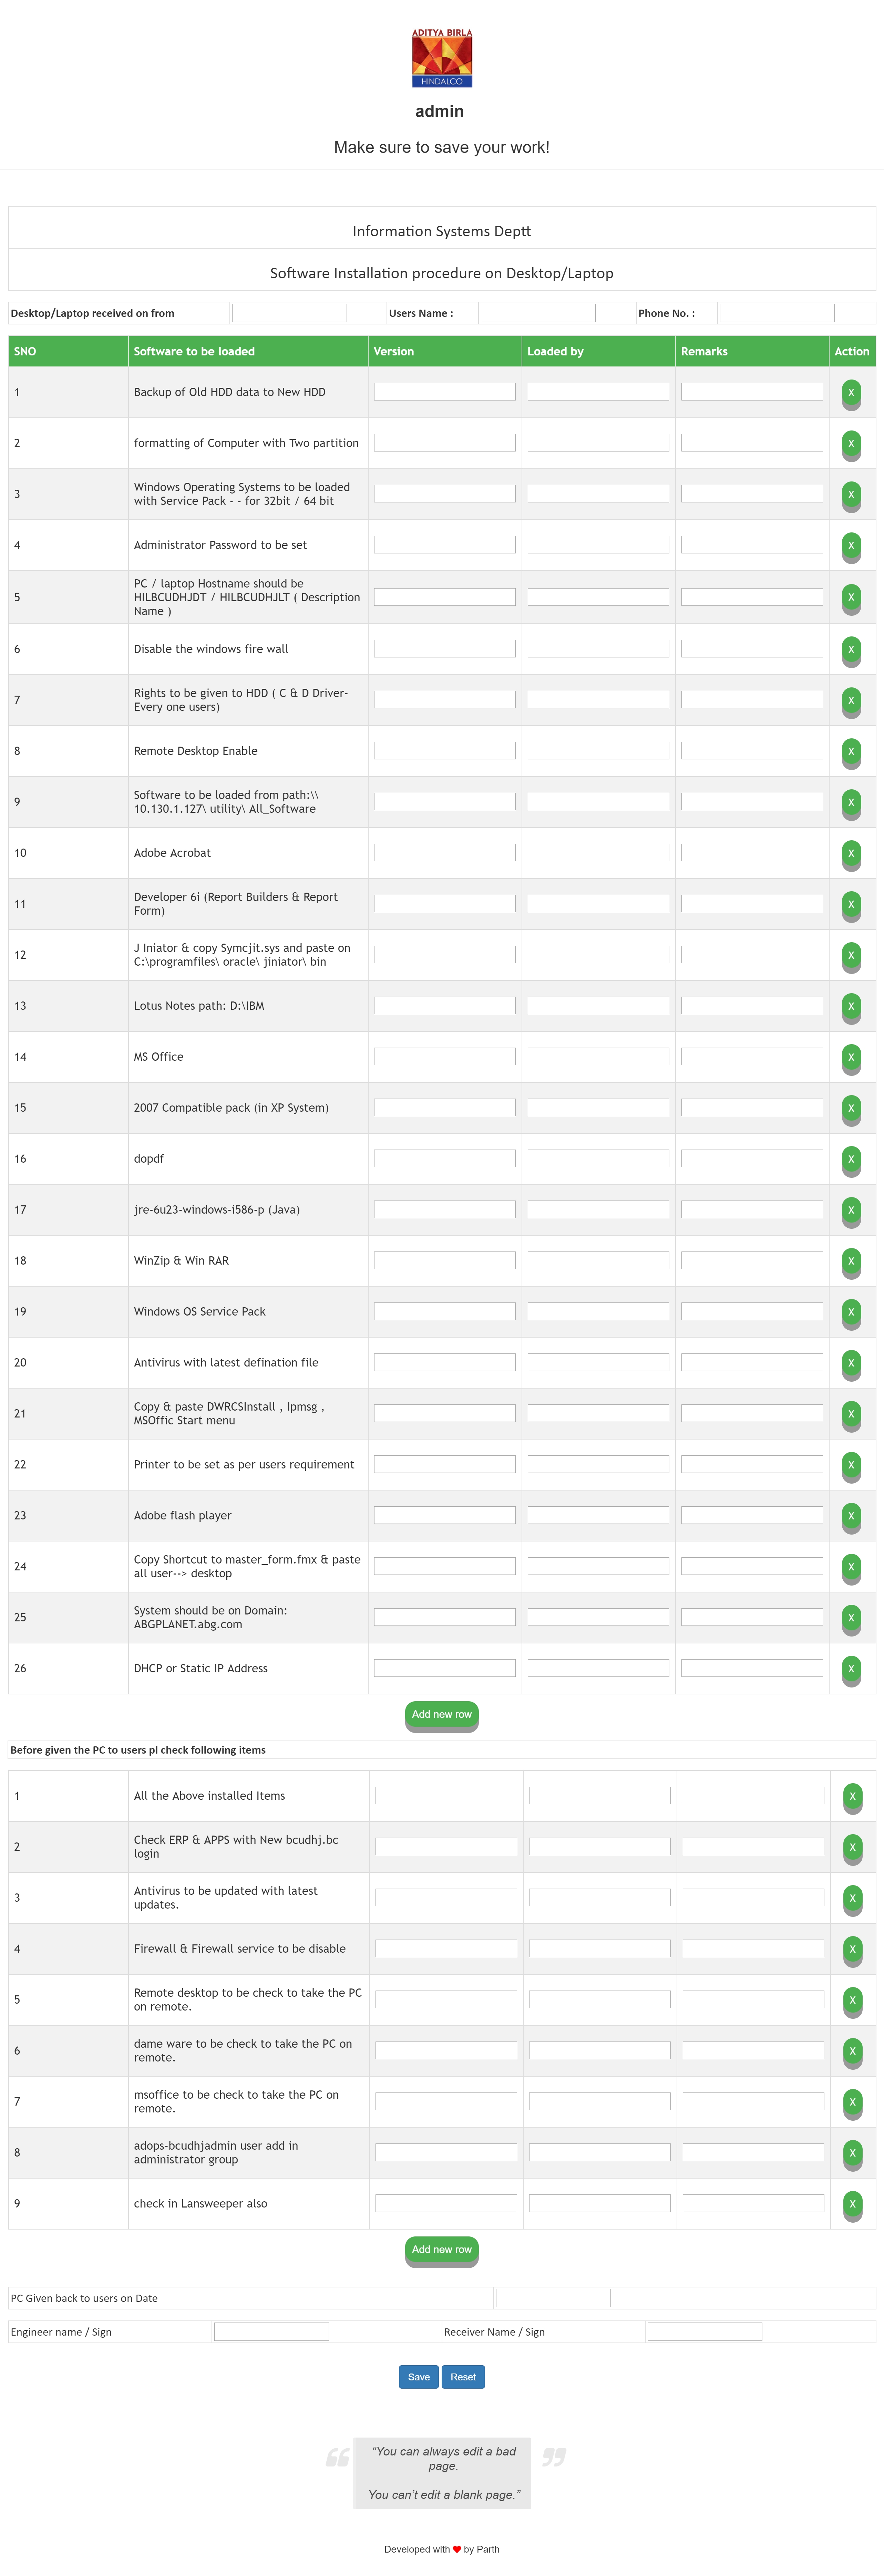 ADITYA BIRLA
HINDALCO
admin
Make sure to save your work!
Information Systems Deptt
Software Installation procedure on Desktop/Laptop
Desktop/Laptop received on from Users Name : Phone No. :
SNO Software to be loaded Version Loaded by Remarks Action
1 Backup of Old HDD data to New HDD X
2 formatting of Computer with Two partition X
Windows Operating Systems to be loaded
3 with Service Pack - - for 32bit / 64 bit X
4 Administrator Password to be set X
PC / laptop Hostname should be
5 HILBCUDHJDT / HILBCUDHJLT ( Description X
Name )
6 Disable the windows fire wall X
Rights to be given to HDD ( C & D Driver-
7 Every one users) X
8 Remote Desktop Enable X
Software to be loaded from path:\\
9 10.130.1.127\ utility\ All_Software X
10 Adobe Acrobat X
Developer 6i (Report Builders & Report
11 Form) X
J Iniator & copy Symcjit.sys and paste on
12 C:\programfiles\ oracle\ jiniator\ bin X
13 Lotus Notes path: D:\IBM X
14 MS Office X
15 2007 Compatible pack (in XP System) X
16 dopdf X
17 jre-6u23-windows-i586-p (Java) X
18 WinZip & Win RAR X
19 Windows OS Service Pack X
20 Antivirus with latest defination file X
Copy & paste DWRCSInstall , Ipmsg ,
21 MSOffic Start menu X
22 Printer to be set as per users requirement X
23 Adobe flash player X
Copy Shortcut to master_form.fmx & paste
24 all user--> desktop X
System should be on Domain:
25 ABGPLANET.abg.com X
26 DHCP or Static IP Address X
Add new row
Before given the PC to users pl check following items
1 All the Above installed Items X
Check ERP & APPS with New bcudhj.bc
2 login X
Antivirus to be updated with latest
3 updates. X
4 Firewall & Firewall service to be disable X
Remote desktop to be check to take the PC
5 on remote. X
dame ware to be check to take the PC on
6 remote. X
msoffice to be check to take the PC on
7 remote. X
adops-bcudhjadmin user add in
8 administrator group X
9 check in Lansweeper also X
Add new row
PC Given back to users on Date
Engineer name / Sign Receiver Name / Sign
Save Reset
“You can always edit a bad
page.
You can’t edit a blank page.”
Developed with ❤ by Parth